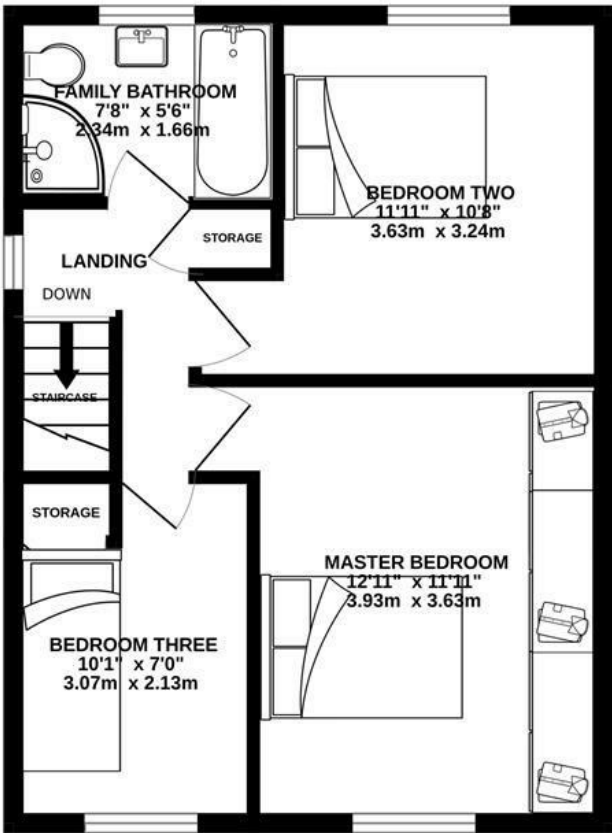 FAMILY BATHROOM
7'8" x 5'6"
2.34m x 1.66m
BEDROOM TWO
11'11" x 10'8"
3.63m x 3.24m
STORAGE
LANDING
DOWN
STAIRCASE
STORAGE
MASTER BEDROOM
12'11" x 11'11"
3.93m x 3.63m
BEDROOM THREE
10'1" x 7'0"
3.07m x 2.13m